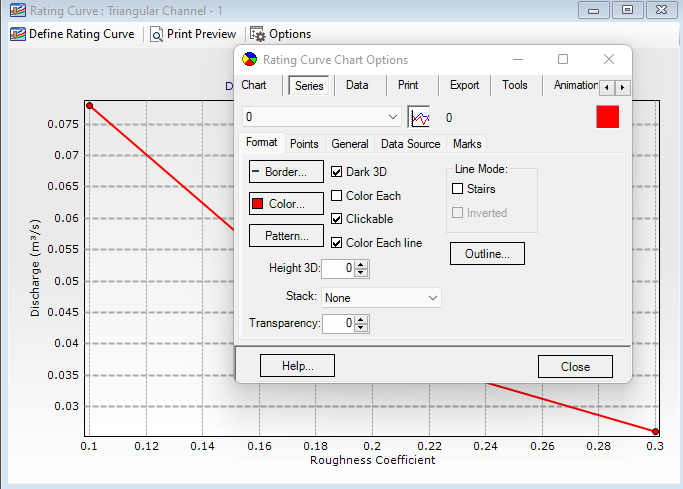 Rating Curve : Triangular Channel - 1
Define Rating Curve Print Preview Options
D
Rating Curve Chart Options
Chart Series Data Print Export Tools Animation
0 0
Format Points General Data Source Marks
Border... Dark 3D Line Mode:
Color Each Stairs
Color... Clickable Inverted
Pattern... Color Each line Outline...
Height 3D: 0
Stack: None
Transparency: 0
Help... Close
Discharge (m³/s)
0.075
0.07
0.065
0.06
0.055
0.05
0.045
0.04
0.035
0.03
0.1 0.12 0.14 0.16 0.18 0.2 0.22 0.24 0.26 0.28 0.3
Roughness Coefficient